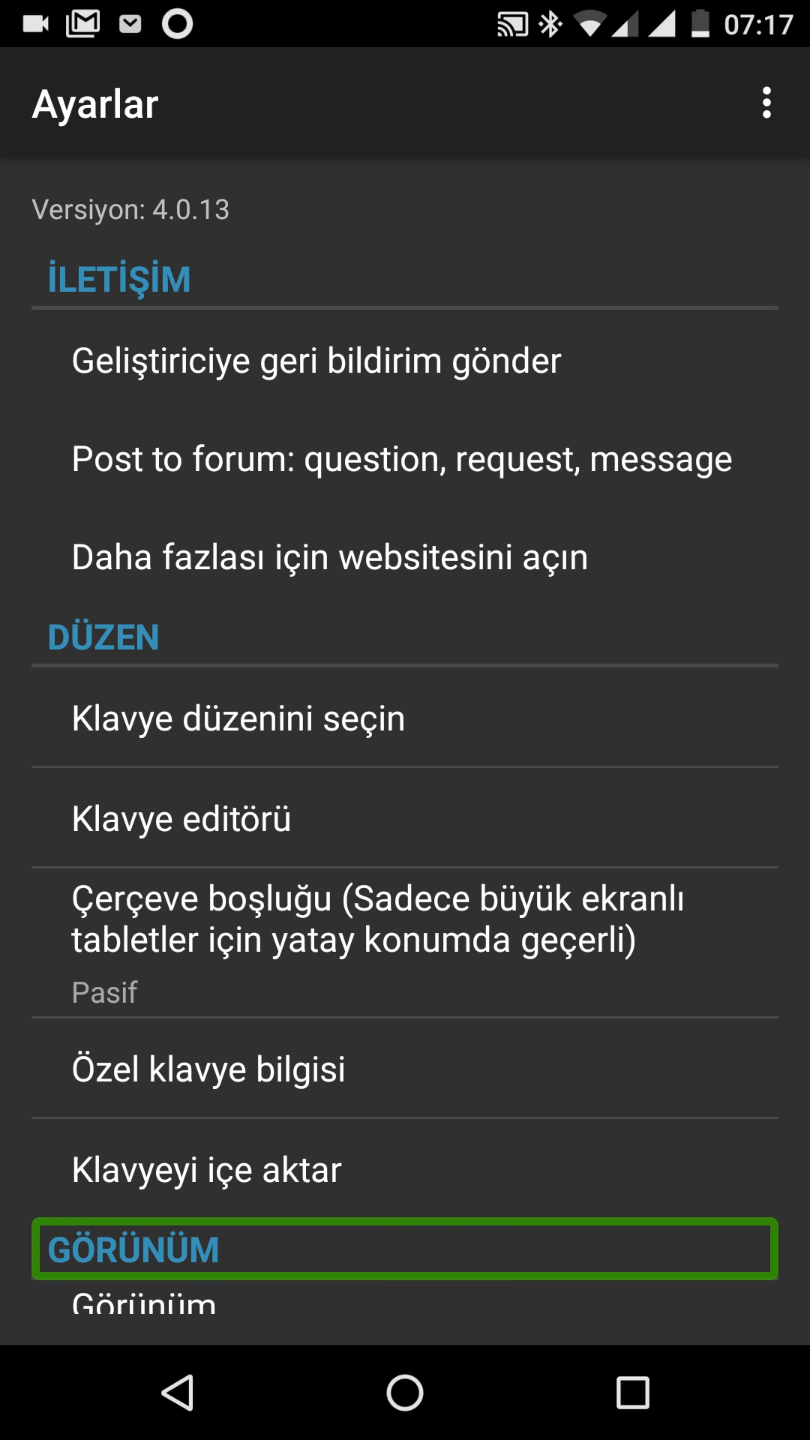 07:17
Ayarlar
Versiyon: 4.0.13
İLETİŞİM
Geliştiriciye geri bildirim gönder
Post to forum: question, request, message
Daha fazlası için websitesini açın
DÜZEN
Klavye düzenini seçin
Klavye editörü
Çerçeve boşluğu (Sadece büyük ekranlı
tabletler için yatay konumda geçerli)
Pasif
Özel klavye bilgisi
Klavyeyi içe aktar
GÖRÜNÜM
Görünüm